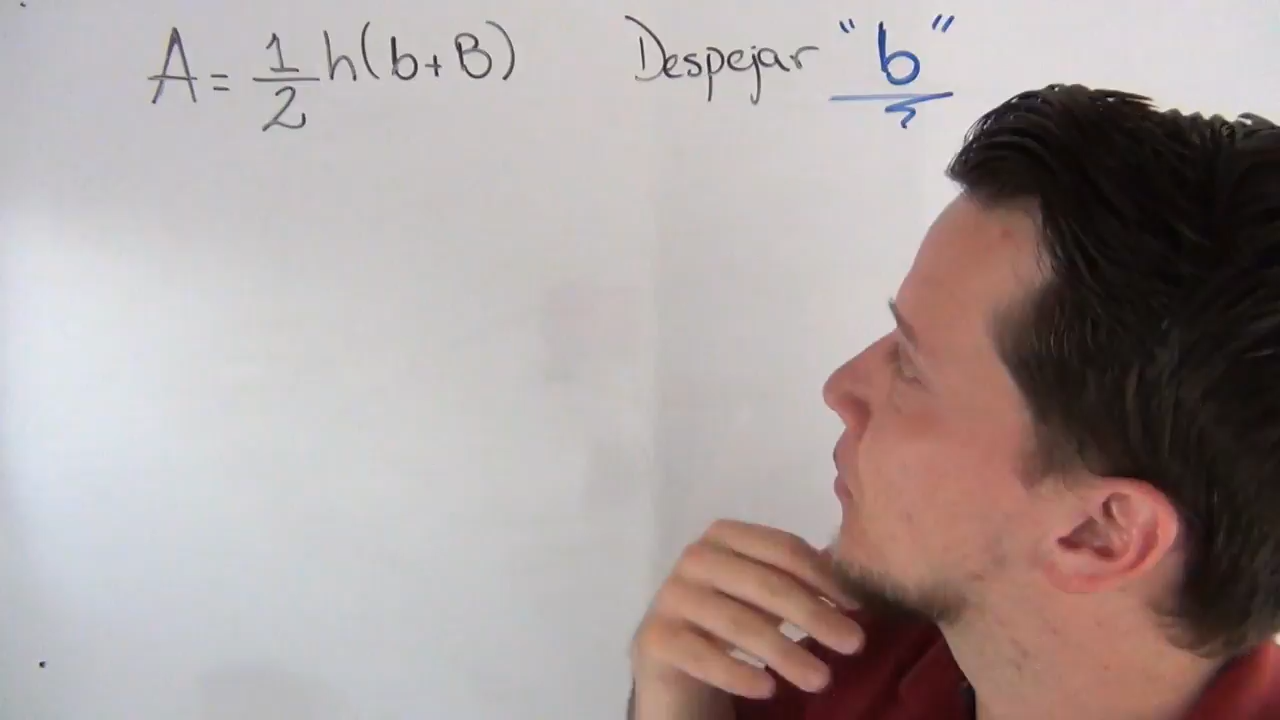 A = 1/2 h(b+B) Despejar "b"